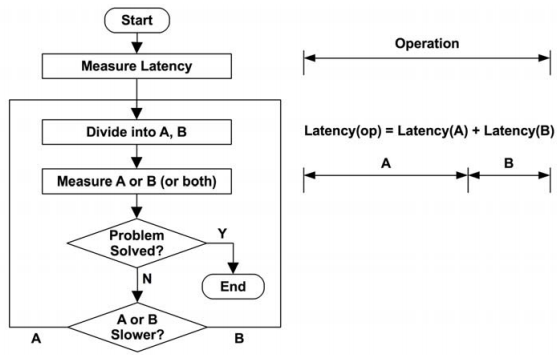 Start
Measure Latency
Divide into A, B
Measure A or B (or both)
Problem
Solved?
Y
N
End
A or B
Slower?
A
B
Operation
Latency(op) = Latency(A) + Latency(B)
A
B